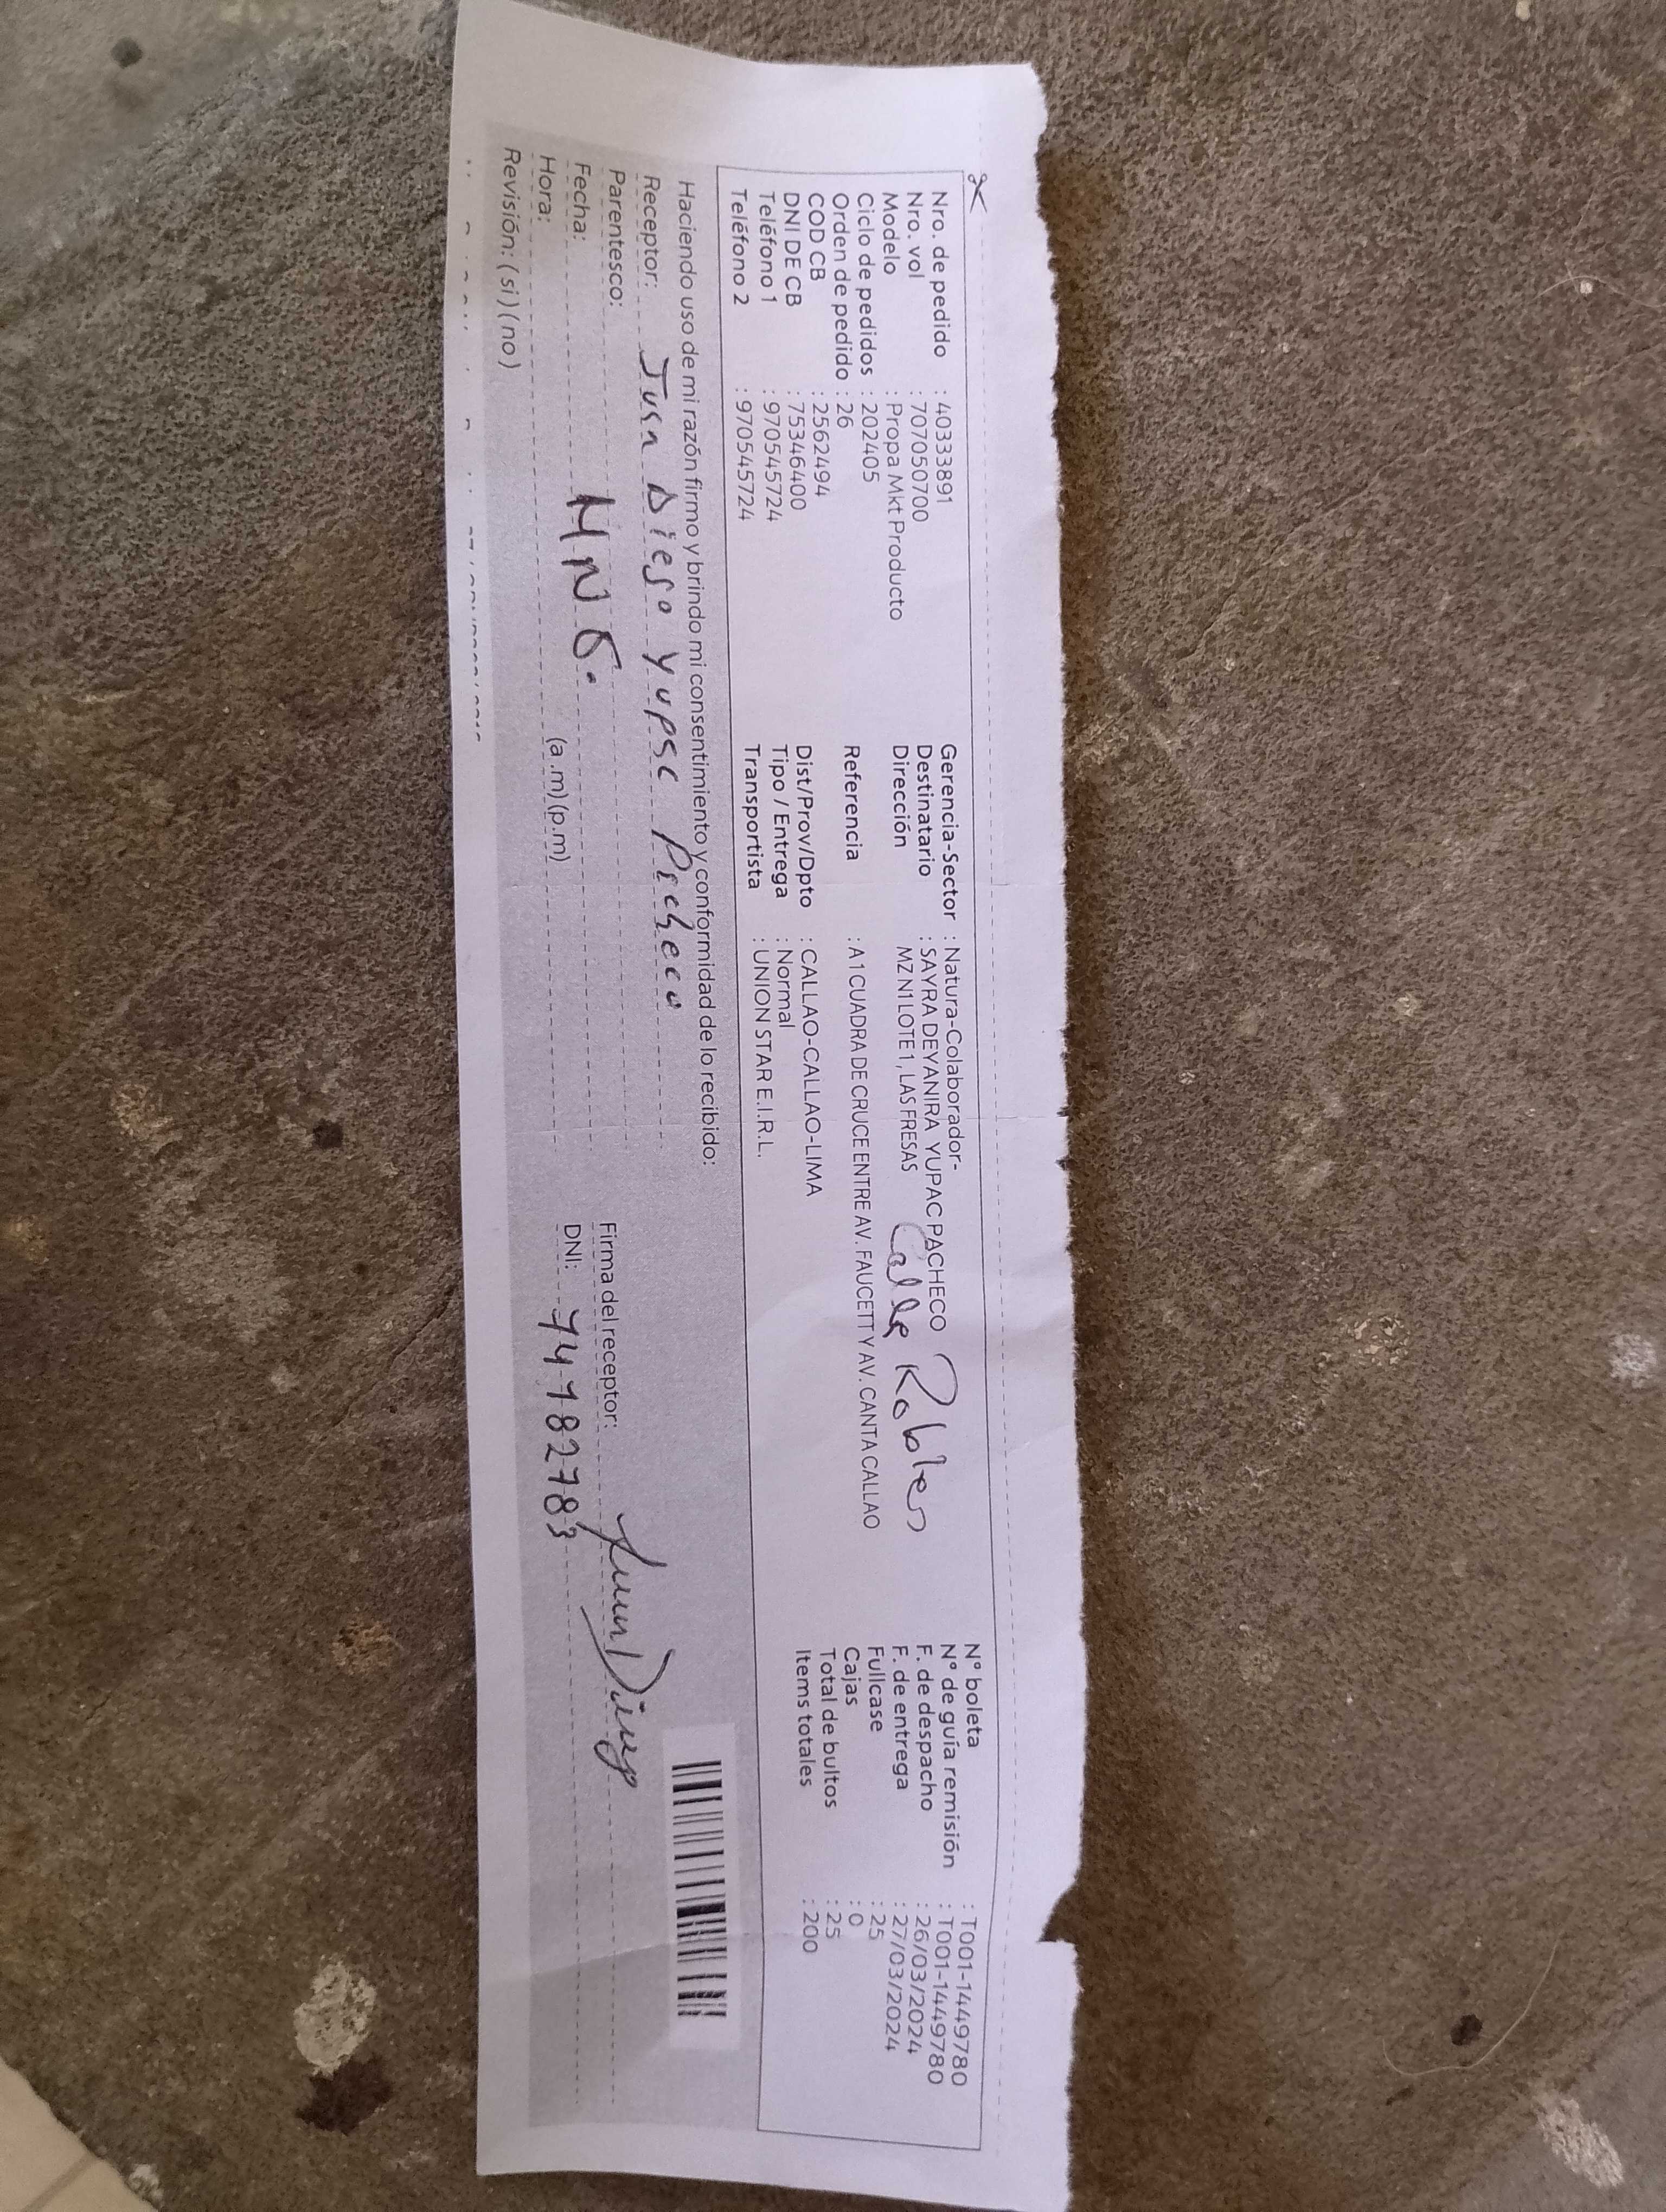 Nro. de pedido : 40333891
Nro. vol : 707050700
Modelo : Propa Mkt Producto
Ciclo de pedidos : 202405
Orden de pedido : 26
COD CB : 2562494
DNI DE CB : 75346400
Teléfono 1 : 970545724
Teléfono 2 : 970545724
Gerencia-Sector : Natura-Colaborador-
Destinatario : SAYRA DEYANIRA YUPAC PACHECO
Dirección MZ N1 LOTE 1 , LAS FRESAS Calle Robles
Referencia : A 1 CUADRA DE CRUCE ENTRE AV. FAUCETT Y AV. CANTA CALLAO
Dist/Prov/Dpto : CALLAO-CALLAO-LIMA
Tipo / Entrega : Normal
Transportista : UNION STAR E.I.R.L.
N° boleta : T001-1449780
N° de guía remisión : T001-1449780
F. de despacho : 26/03/2024
F. de entrega : 27/03/2024
Fullcase : 25
Cajas : 0
Total de bultos : 25
Items totales : 200
Haciendo uso de mi razón firmo y brindo mi consentimiento y conformidad de lo recibido:
Receptor: Juan Diego Yupac Pacheco
Parentesco:
Fecha:
Hora: (a.m) (p.m)
Revisión: (si) (no)
Firma del receptor: Juan Diego
DNI: 74782783